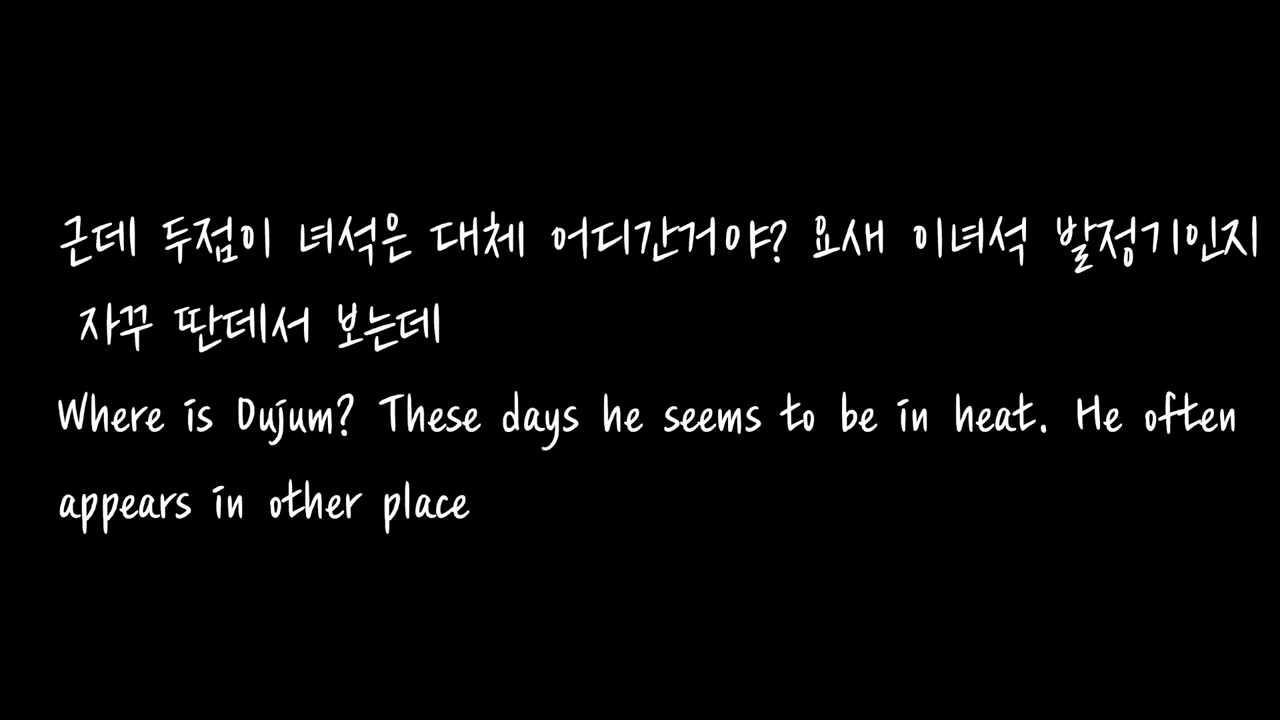 근데 두점이 녀석은 대체 어디간거야? 요새 이녀석 발정기인지
자꾸 딴데서 보는데
Where is Dujum? These days he seems to be in heat. He often
appears in other place